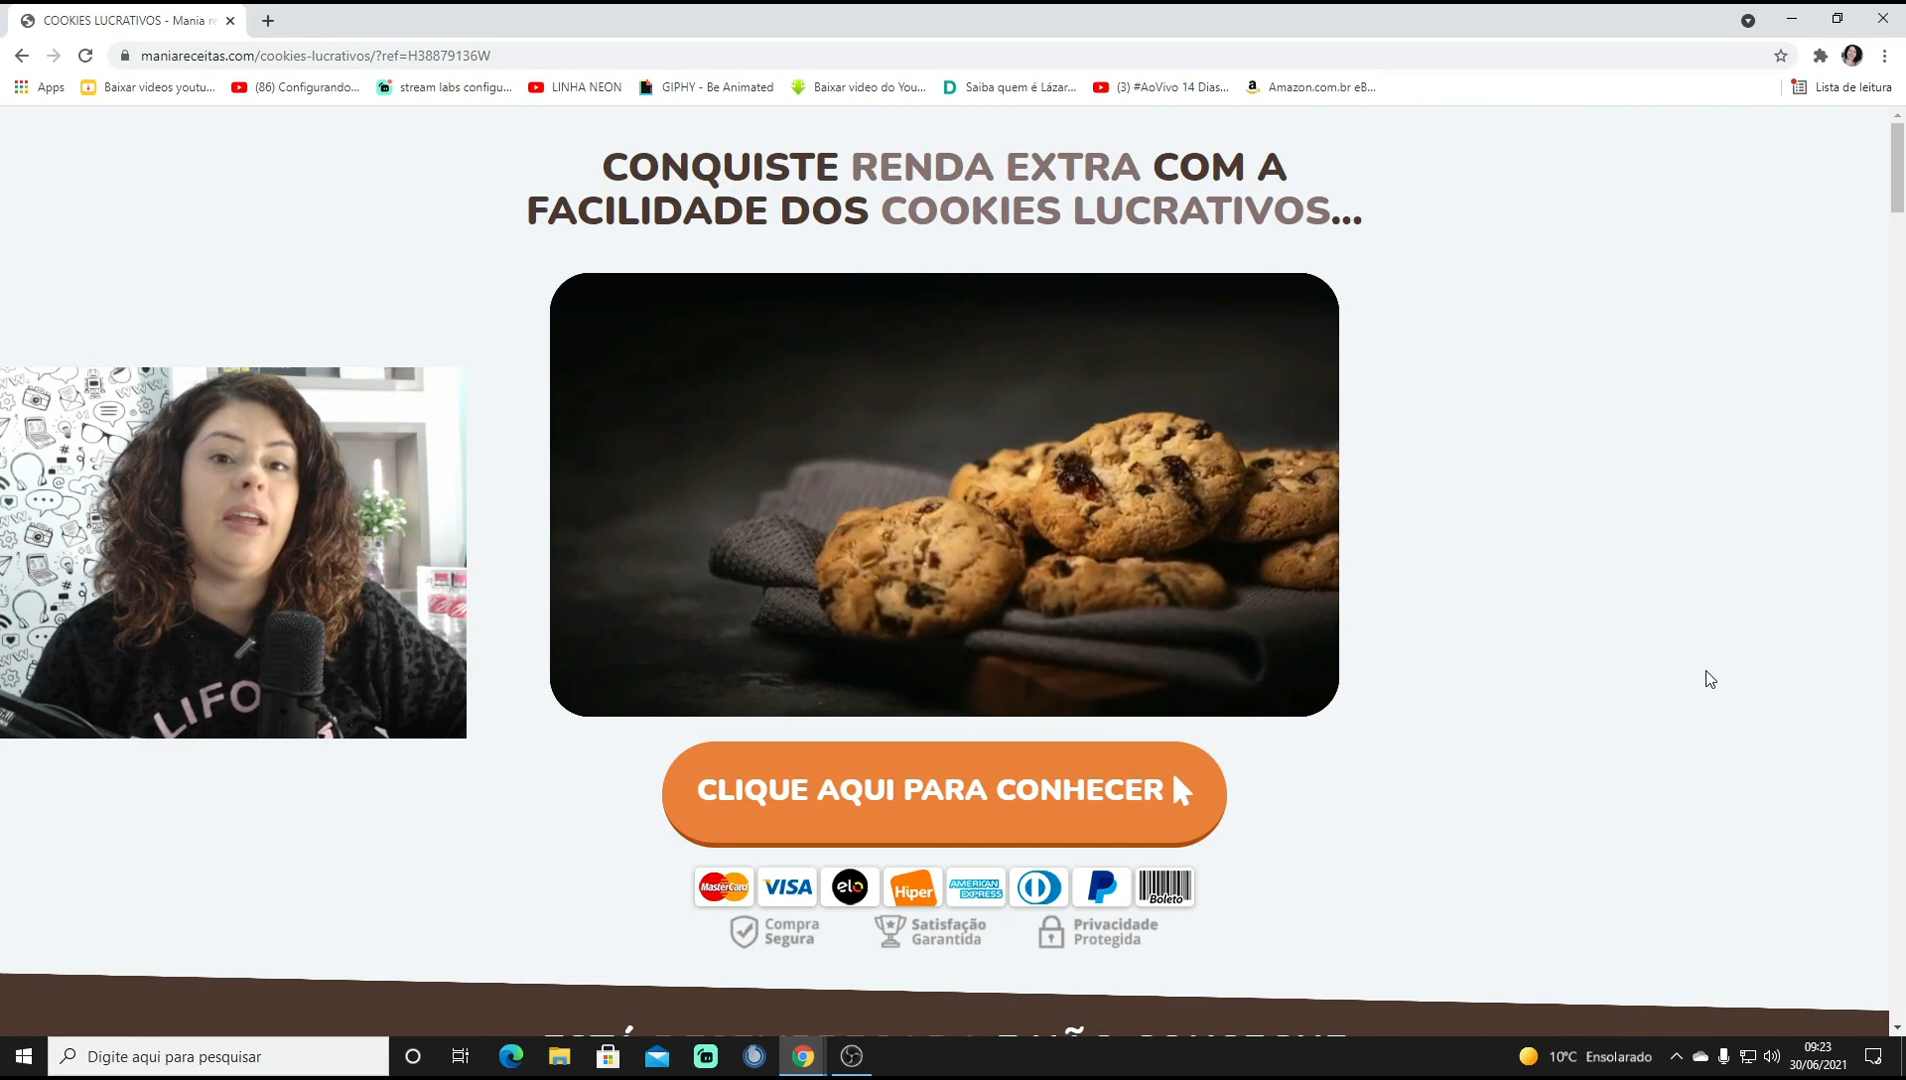 COOKIES LUCRATIVOS - Mania re
maniareceitas.com/cookies-lucrativos/?ref=H38879136W
Apps
Baixar videos youtu...
(86) Configurando...
stream labs configu...
LINHA NEON
GIPHY - Be Animated
Baixar video do You...
Saiba quem é Lázar...
(3) #AoVivo 14 Dias...
Amazon.com.br eB...
Lista de leitura
CONQUISTE RENDA EXTRA COM A
FACILIDADE DOS COOKIES LUCRATIVOS...
LIFO
CLIQUE AQUI PARA CONHECER
MasterCard
VISA
elo
Hiper
AMERICAN EXPRESS
Boleto
Compra
Segura
Satisfação
Garantida
Privacidade
Protegida
Digite aqui para pesquisar
10°C Ensolarado
09:23
30/06/2021